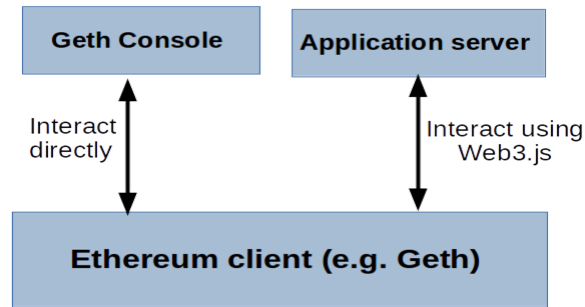 Geth Console
Application server
Interact
directly
Interact using
Web3.js
Ethereum client (e.g. Geth)